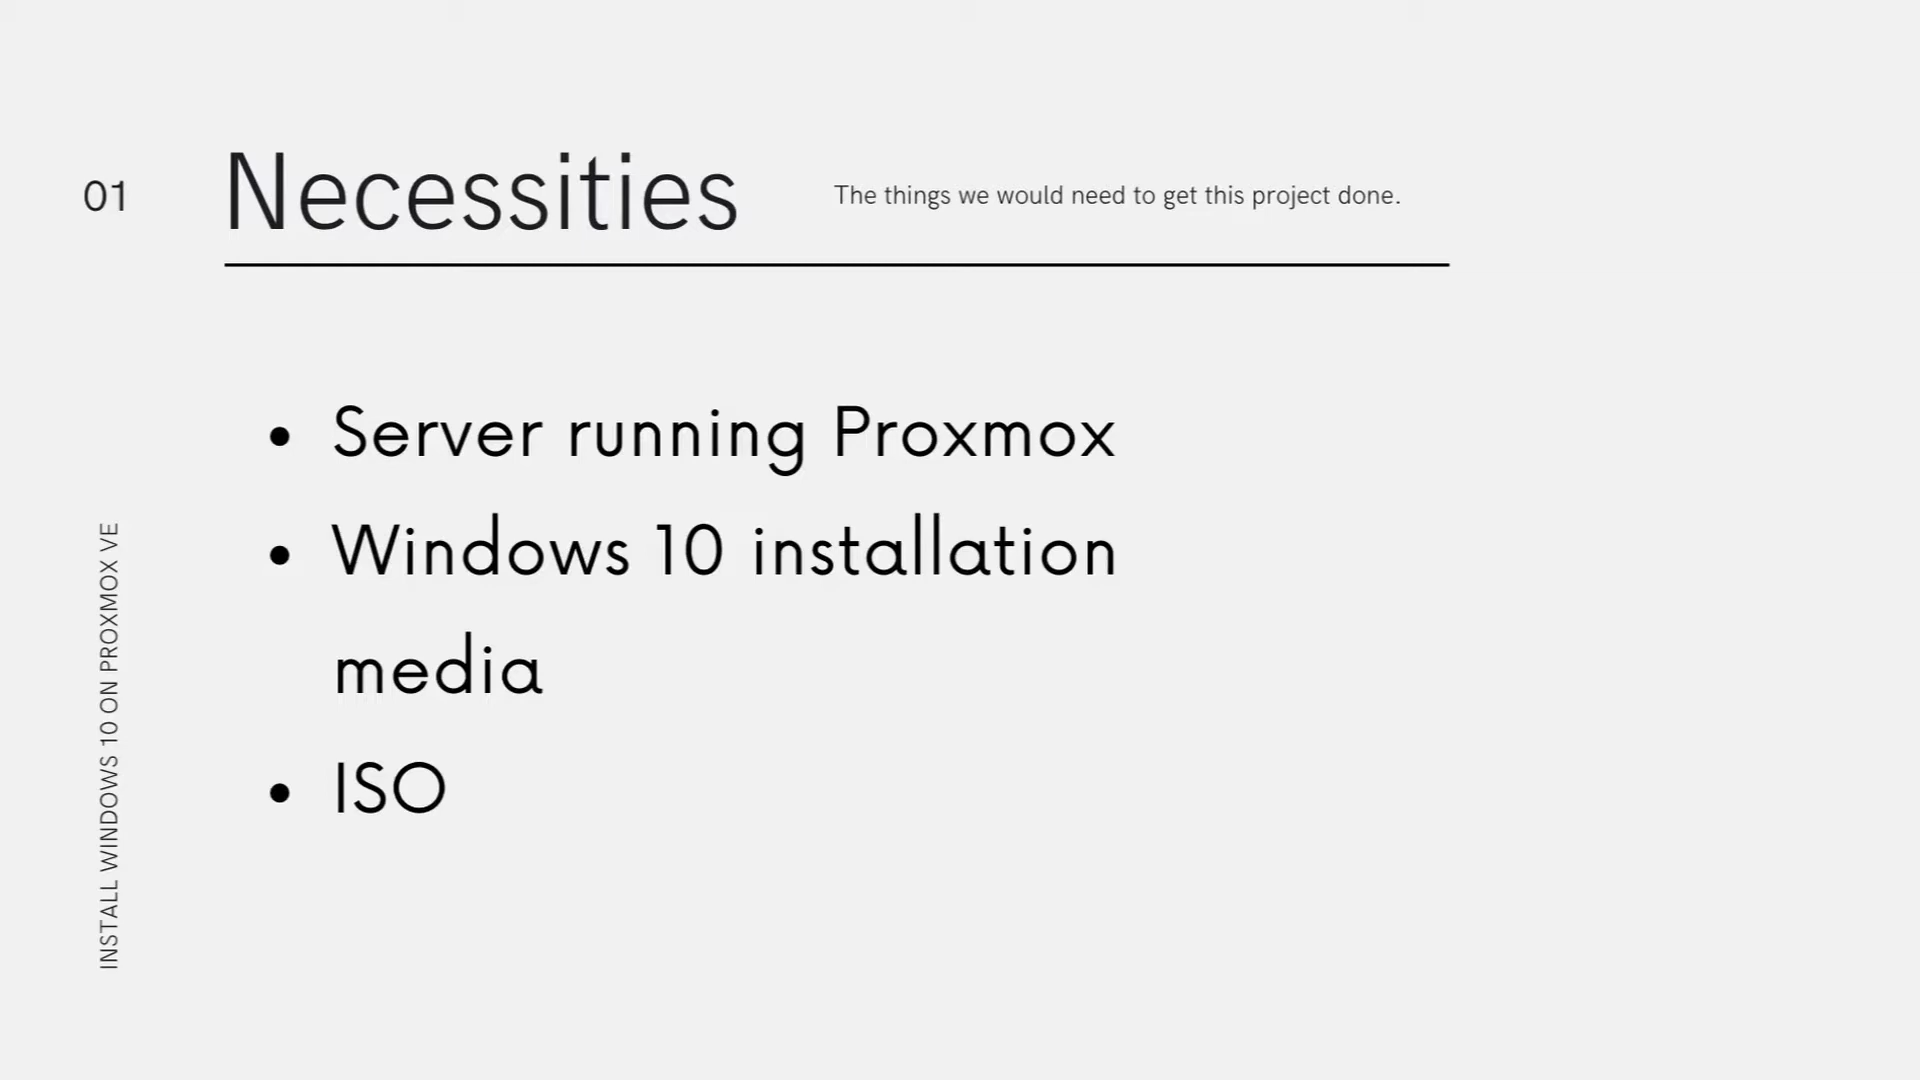 01
Necessities
The things we would need to get this project done.
• Server running Proxmox
• Windows 10 installation
media
• ISO
INSTALL WINDOWS 10 ON PROXMOX VE